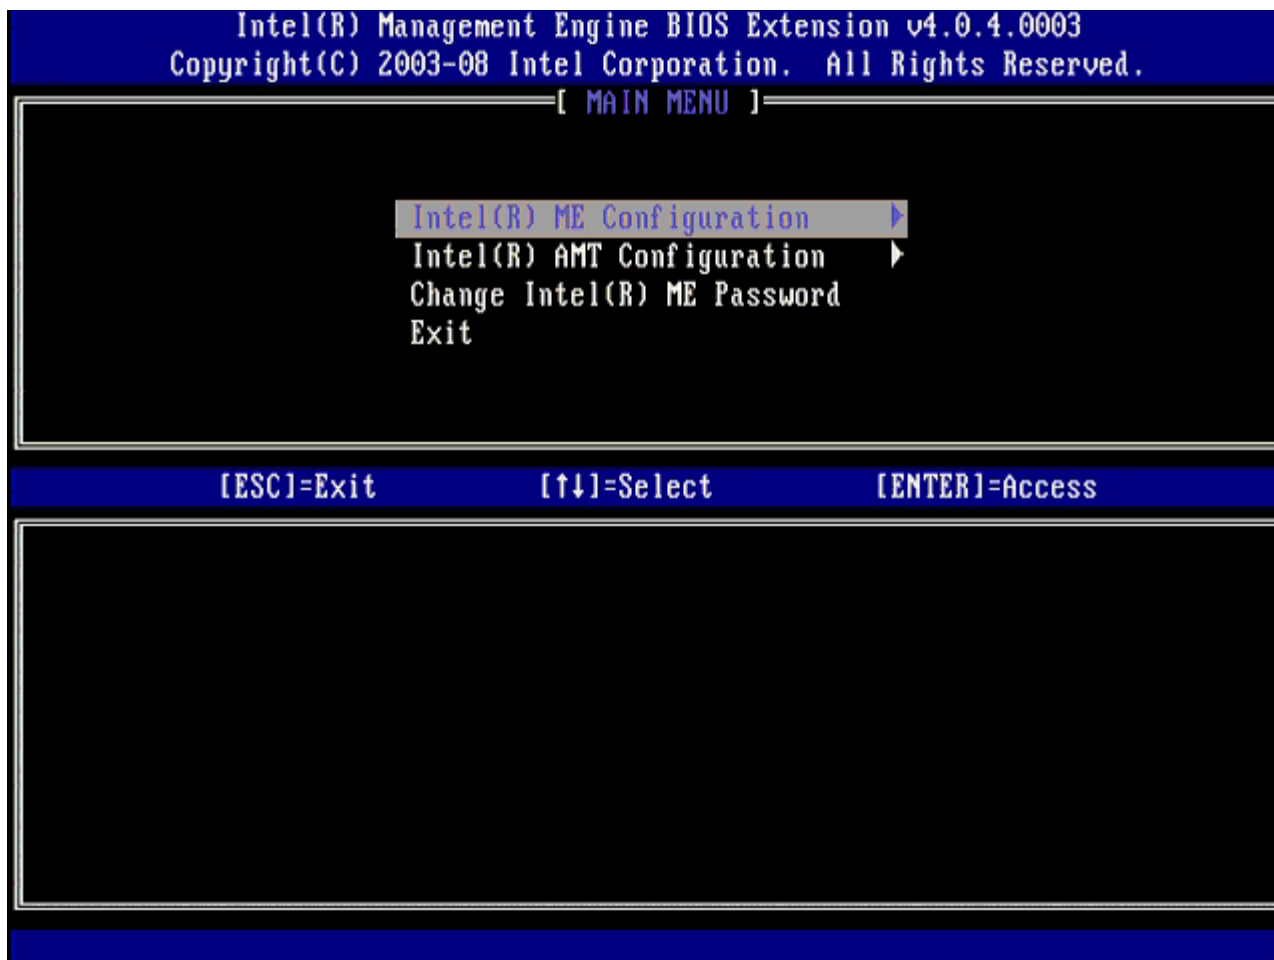 Intel(R) Management Engine BIOS Extension v4.0.4.0003
Copyright(C) 2003-08 Intel Corporation. All Rights Reserved.
[ MAIN MENU ]
Intel(R) ME Configuration ►
Intel(R) AMT Configuration ►
Change Intel(R) ME Password
Exit
[ESC]=Exit [↑↓]=Select [ENTER]=Access